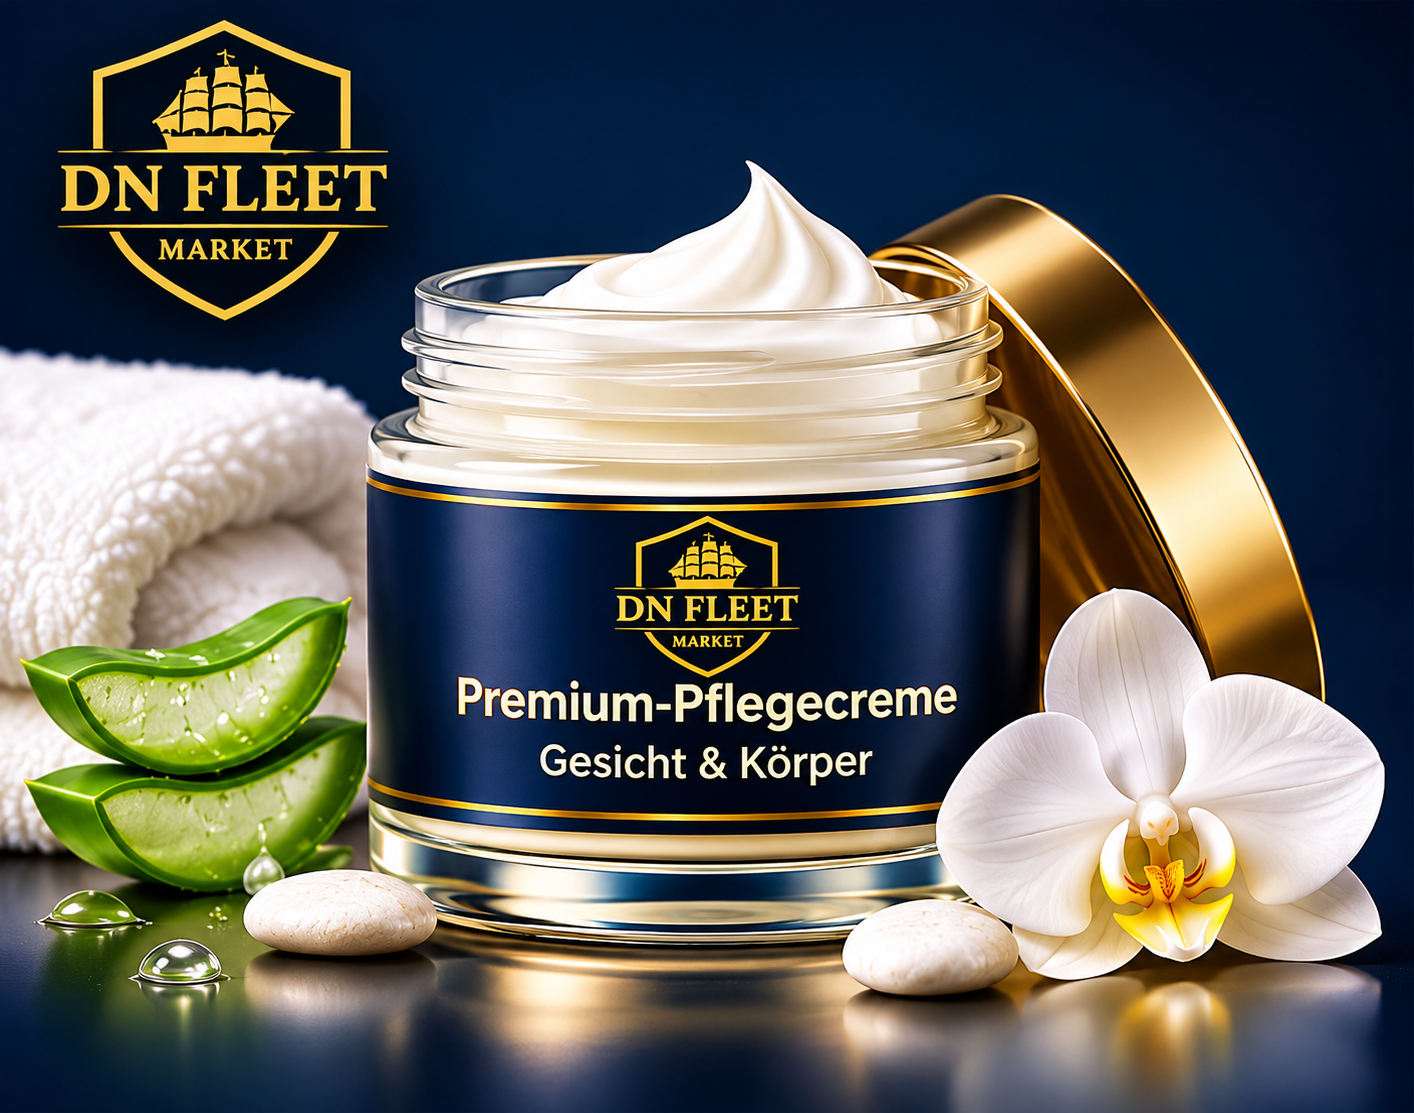 DN FLEET
MARKET
DN FLEET
MARKET
Premium-Pflegecreme
Gesicht & Körper